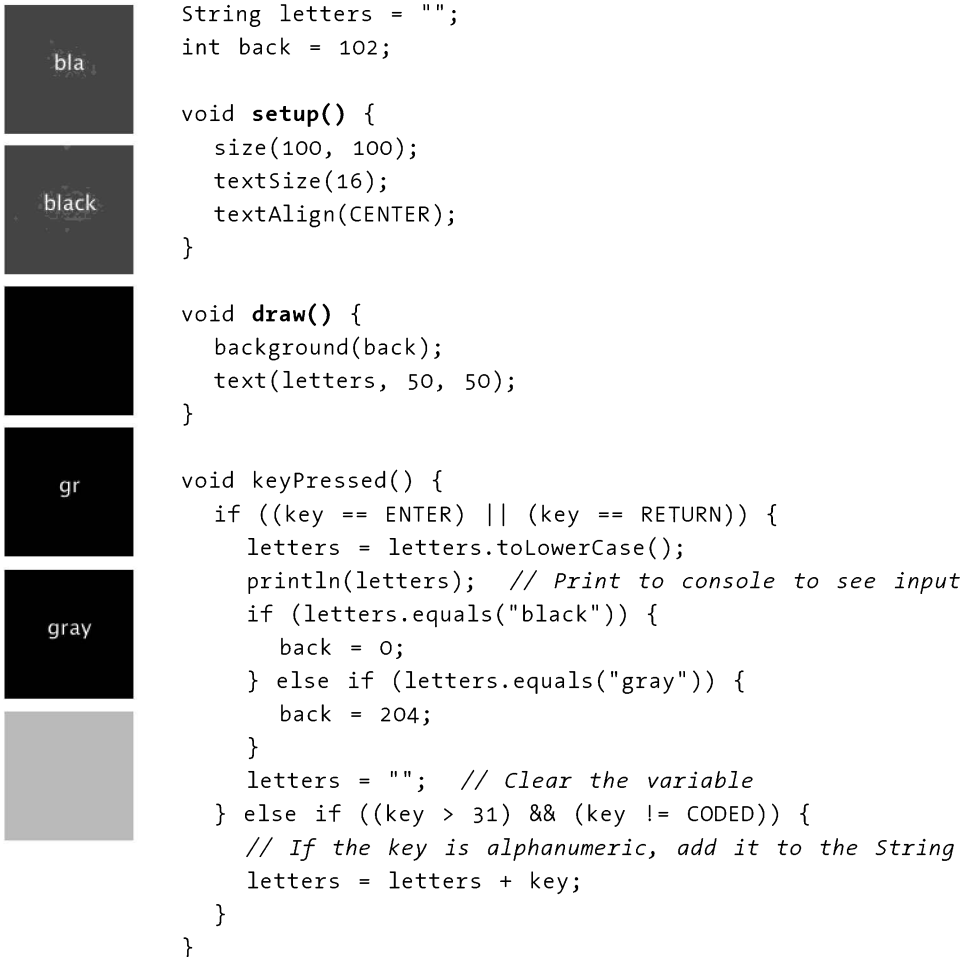 bla
black
gr
gray
String letters = "";
int back = 102;

void setup() {
  size(100, 100);
  textSize(16);
  textAlign(CENTER);
}

void draw() {
  background(back);
  text(letters, 50, 50);
}

void keyPressed() {
  if ((key == ENTER) || (key == RETURN)) {
    letters = letters.toLowerCase();
    println(letters);  // Print to console to see input
    if (letters.equals("black")) {
      back = 0;
    } else if (letters.equals("gray")) {
      back = 204;
    }
    letters = "";  // Clear the variable
  } else if ((key > 31) && (key != CODED)) {
    // If the key is alphanumeric, add it to the String
    letters = letters + key;
  }
}